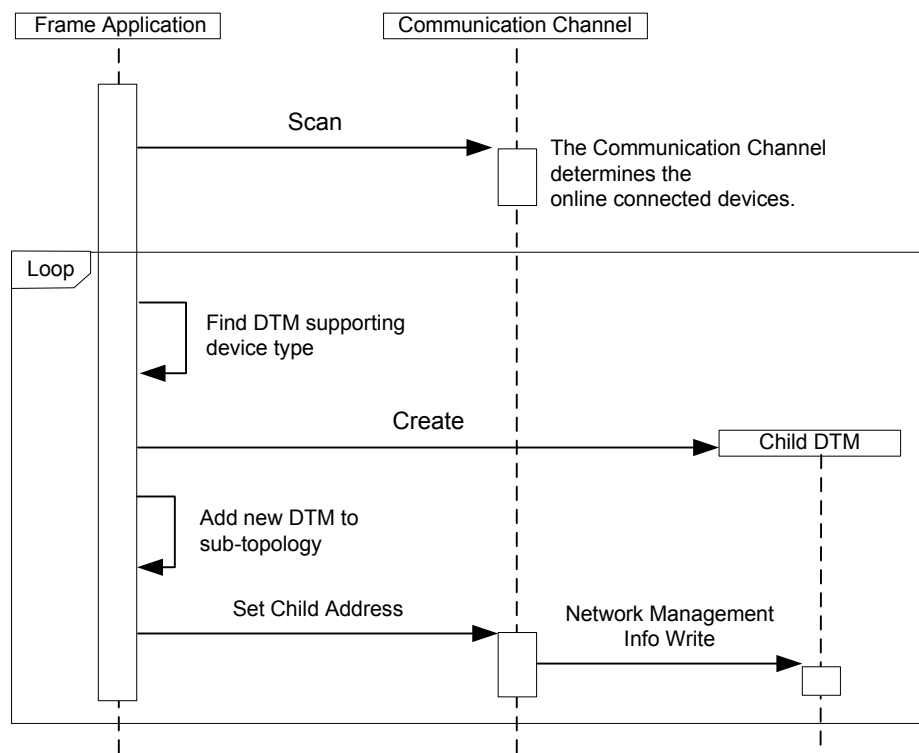 Frame Application
Communication Channel
Scan
The Communication Channel
determines the
online connected devices.
Loop
Find DTM supporting
device type
Create
Child DTM
Add new DTM to
sub-topology
Set Child Address
Network Management
Info Write